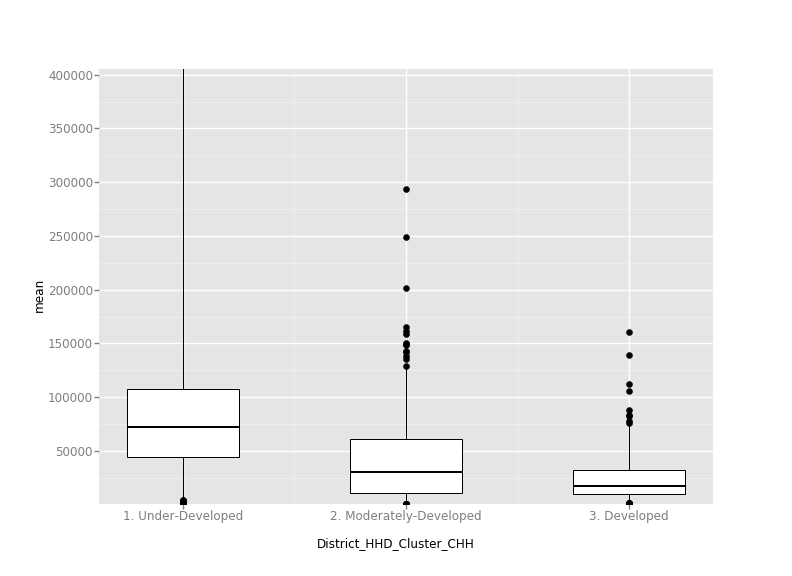 400000
350000
300000
250000
200000
150000
100000
50000
mean
1. Under-Developed
2. Moderately-Developed
3. Developed
District_HHD_Cluster_CHH